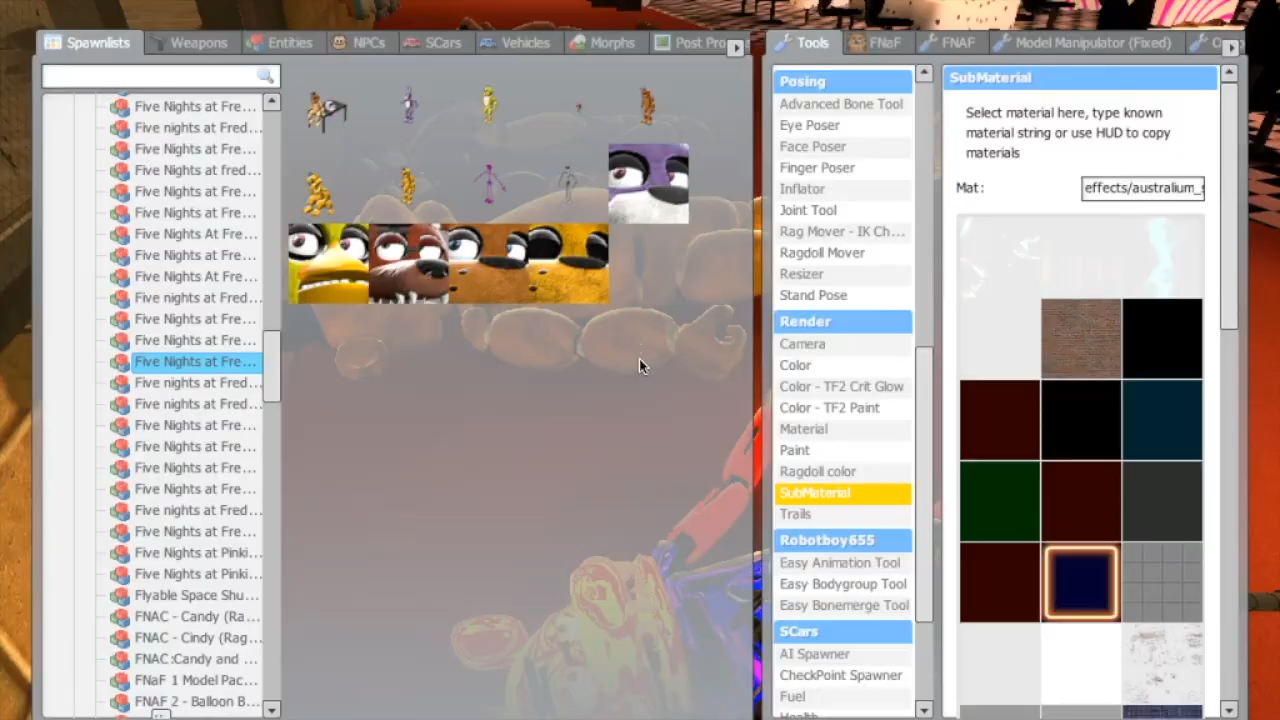 Spawnlists
Weapons
Entities
NPCs
SCars
Vehicles
Morphs
Post Pro
Five Nights at Fre...
Five nights at Fred...
Five Nights at Fre...
Five Nights at fred...
Five Nights at Fre...
Five Nights at Fre...
Five Nights At Fre...
Five Nights at Fre...
Five Nights At Fre...
Five nights at Fred...
Five Nights at Fre...
Five Nights at Fre...
Five Nights at Fre...
Five nights at Fred...
Five nights at Fred...
Five Nights at Fre...
Five Nights at Fre...
Five Nights at Fre...
Five Nights at Fre...
Five nights at Fred...
Five Nights at Fre...
Five Nights at Pinki...
Five Nights at Pinki...
Flyable Space Shu...
FNAC - Candy (Ra...
FNAC - Cindy (Rag...
FNAC :Candy and ...
FNaF 1 Model Pac...
FNAF 2 - Balloon B...
Tools
FNaF
FNAF
Model Manipulator (Fixed)
Posing
Advanced Bone Tool
Eye Poser
Face Poser
Finger Poser
Inflator
Joint Tool
Rag Mover - IK Ch...
Ragdoll Mover
Resizer
Stand Pose
Render
Camera
Color
Color - TF2 Crit Glow
Color - TF2 Paint
Material
Paint
Ragdoll color
SubMaterial
Trails
Robotboy655
Easy Animation Tool
Easy Bodygroup Tool
Easy Bonemerge Tool
SCars
AI Spawner
CheckPoint Spawner
Fuel
Health
SubMaterial
Select material here, type known
material string or use HUD to copy
materials
Mat:
effects/australium_s